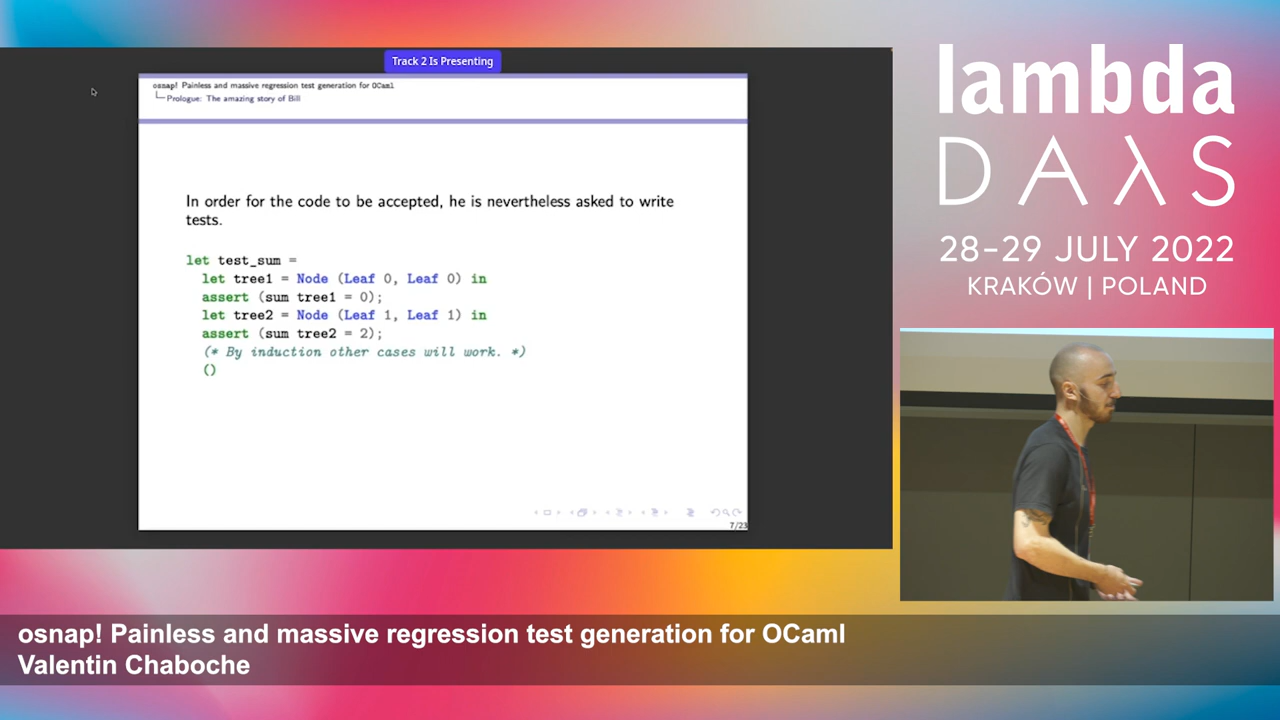 Track 2 Is Presenting
osnap! Painless and massive regression test generation for OCaml
Prologue: The amazing story of Bill
In order for the code to be accepted, he is nevertheless asked to write
tests.
let test_sum =
let tree1 = Node (Leaf 0, Leaf 0) in
assert (sum tree1 = 0);
let tree2 = Node (Leaf 1, Leaf 1) in
assert (sum tree2 = 2);
(* By induction other cases will work. *)
()
7/23
lambda
DAλS
28–29 JULY 2022
KRAKÓW | POLAND
osnap! Painless and massive regression test generation for OCaml
Valentin Chaboche